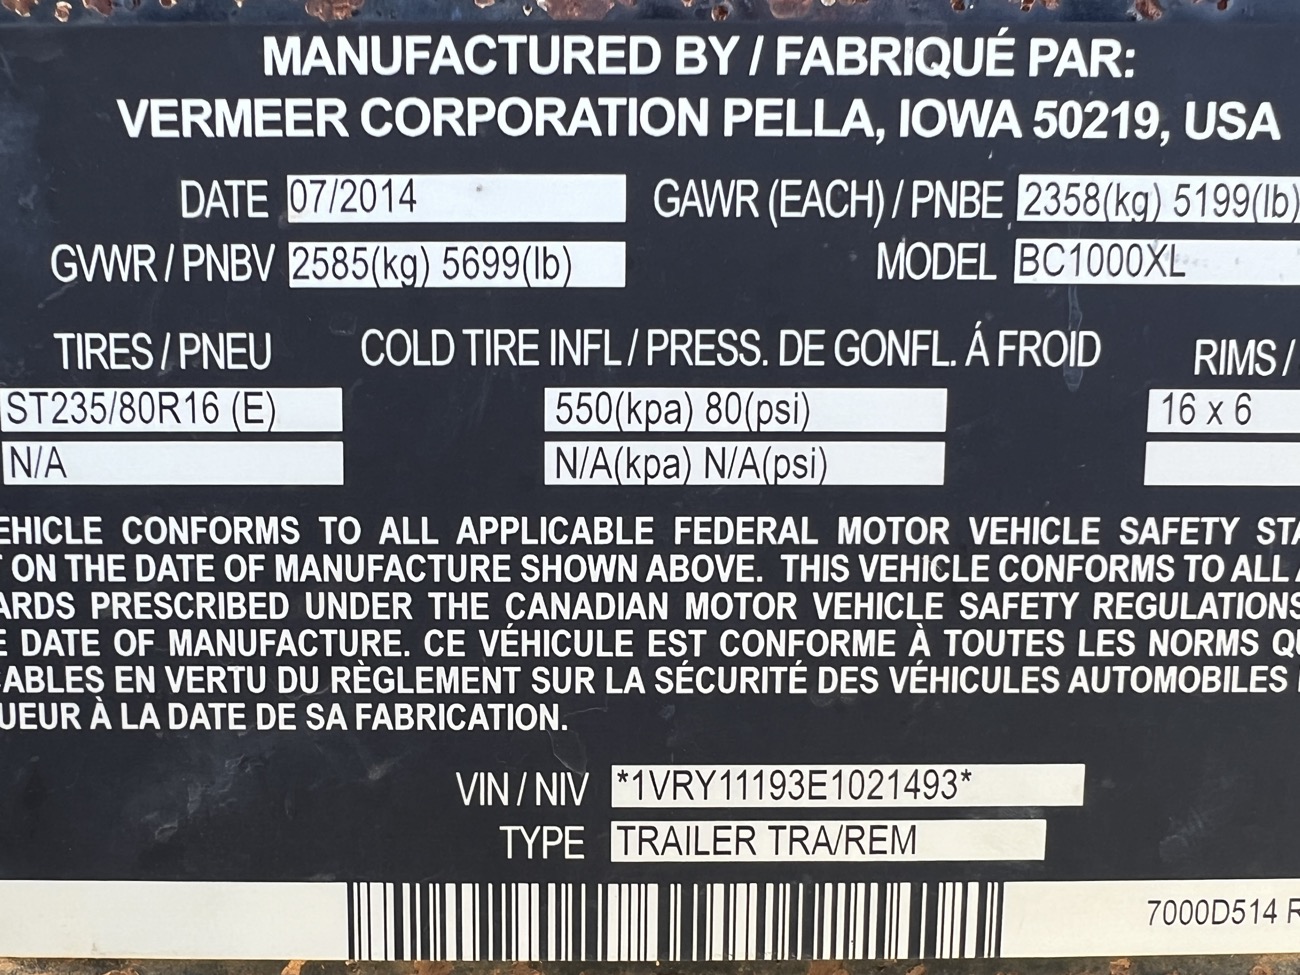 MANUFACTURED BY / FABRIQUÉ PAR:
VERMEER CORPORATION PELLA, IOWA 50219, USA
DATE 07/2014 GAWR (EACH) / PNBE 2358(kg) 5199(lb)
GVWR / PNBV 2585(kg) 5699(lb) MODEL BC1000XL
TIRES / PNEU COLD TIRE INFL / PRESS. DE GONFL. Á FROID RIMS /
ST235/80R16 (E) 550(kpa) 80(psi) 16 x 6
N/A N/A(kpa) N/A(psi)
EHICLE CONFORMS TO ALL APPLICABLE FEDERAL MOTOR VEHICLE SAFETY STA
ON THE DATE OF MANUFACTURE SHOWN ABOVE. THIS VEHICLE CONFORMS TO ALL A
ARDS PRESCRIBED UNDER THE CANADIAN MOTOR VEHICLE SAFETY REGULATIONS
E DATE OF MANUFACTURE. CE VÉHICULE EST CONFORME À TOUTES LES NORMS QU
CABLES EN VERTU DU RÈGLEMENT SUR LA SÉCURITÉ DES VÉHICULES AUTOMOBILES
UEUR À LA DATE DE SA FABRICATION.
VIN / NIV *1VRY11193E1021493*
TYPE TRAILER TRA/REM
7000D514 R